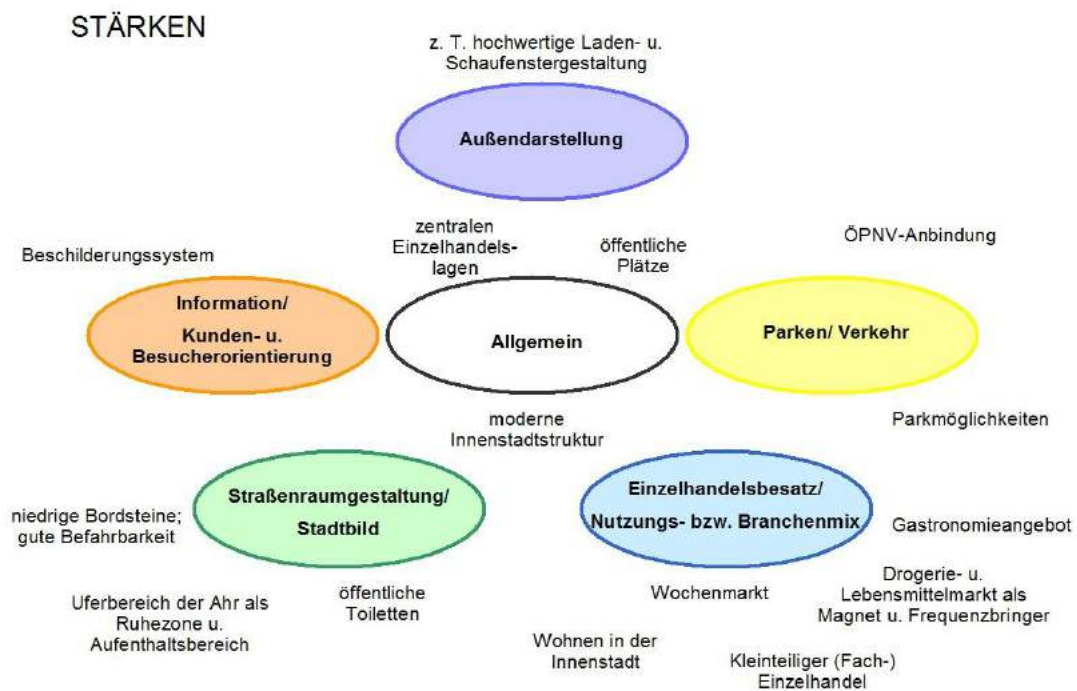 STÄRKEN
z. T. hochwertige Laden- u.
Schaufenstergestaltung
Außendarstellung
Beschilderungssystem
zentralen
Einzelhandels-
lagen
öffentliche
Plätze
ÖPNV-Anbindung
Information/
Kunden- u.
Besucherorientierung
Allgemein
Parken/ Verkehr
moderne
Innenstadtstruktur
Parkmöglichkeiten
Straßenraumgestaltung/
Stadtbild
Einzelhandelsbesatz/
Nutzungs- bzw. Branchenmix
niedrige Bordsteine;
gute Befahrbarkeit
Gastronomieangebot
Uferbereich der Ahr als
Ruhezone u.
Aufenthaltsbereich
öffentliche
Toiletten
Wochenmarkt
Drogerie- u.
Lebensmittelmarkt als
Magnet u. Frequenzbringer
Wohnen in der
Innenstadt
Kleinteiliger (Fach-)
Einzelhandel